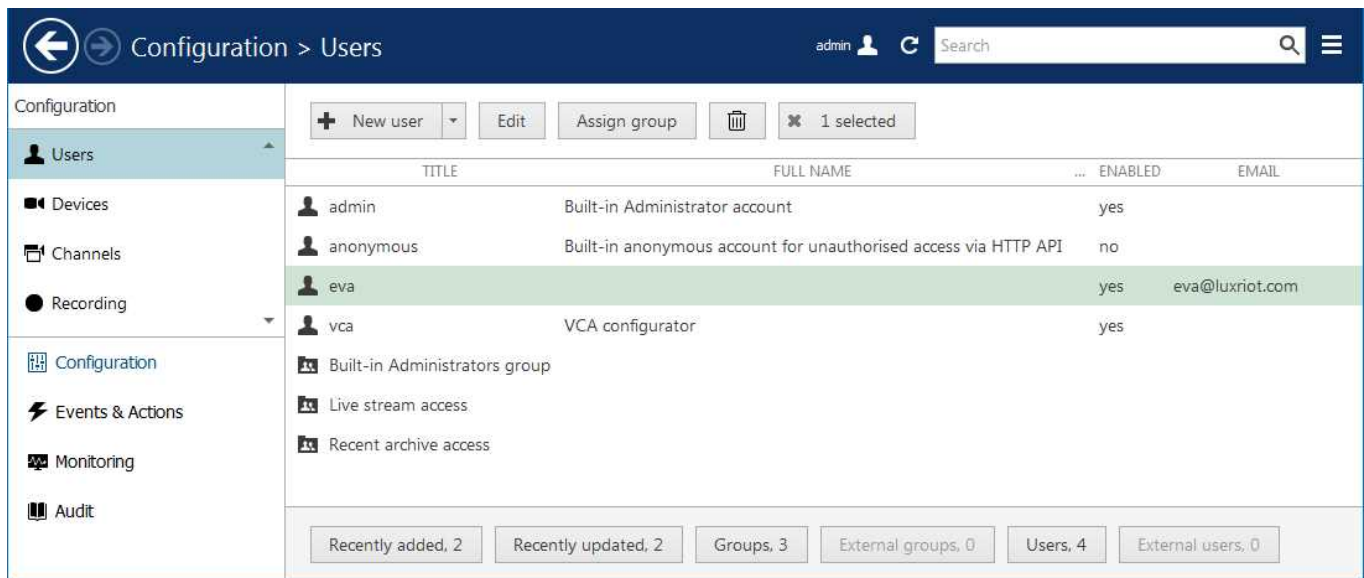 Configuration > Users
admin
Search
Configuration
Users
Devices
Channels
Recording
Configuration
Events & Actions
Monitoring
Audit
New user
Edit
Assign group
1 selected
TITLE FULL NAME ... ENABLED EMAIL
admin Built-in Administrator account yes
anonymous Built-in anonymous account for unauthorised access via HTTP API no
eva yes eva@luxriot.com
vca VCA configurator yes
Built-in Administrators group
Live stream access
Recent archive access
Recently added, 2
Recently updated, 2
Groups, 3
External groups, 0
Users, 4
External users, 0